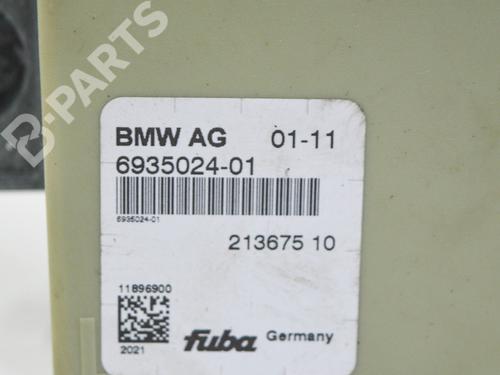 B-PARTS
BMW AG 01-11
6935024-01
6935024-01
213675 10
11896900
2021 fuba Germany